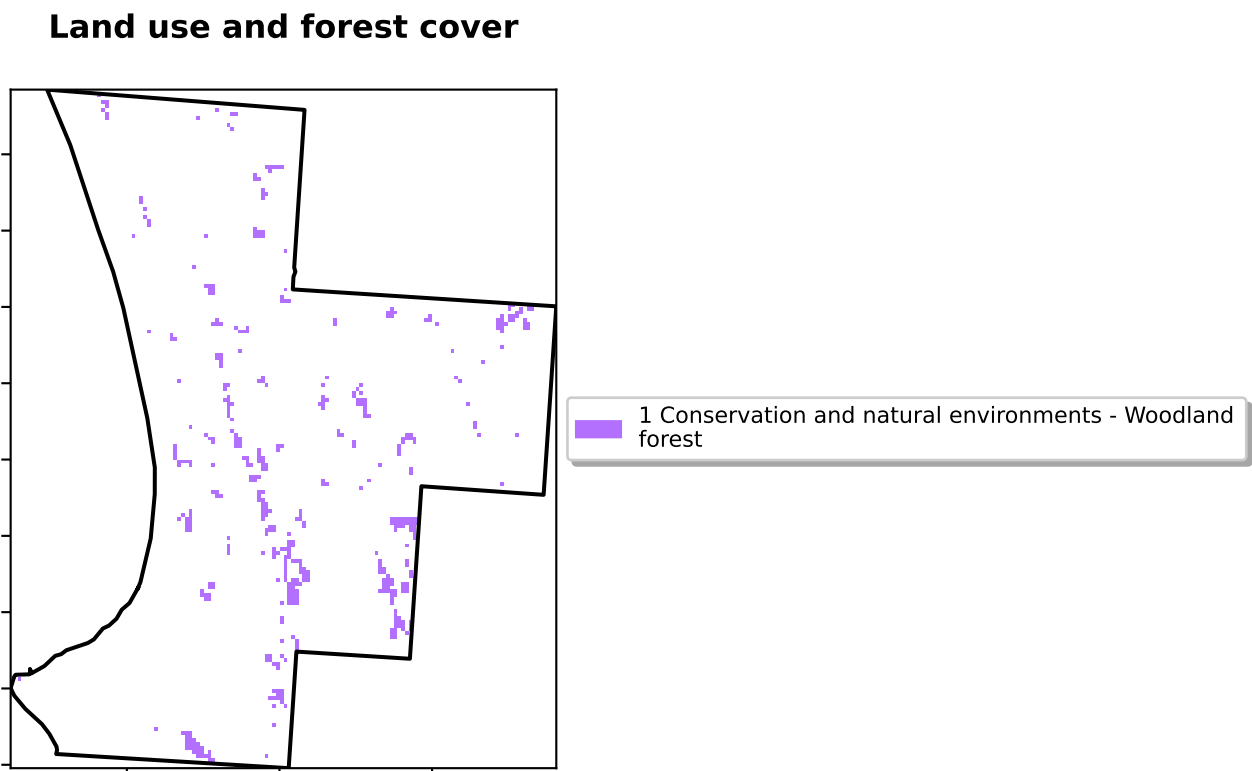 Land use and forest cover
1 Conservation and natural environments - Woodland
forest